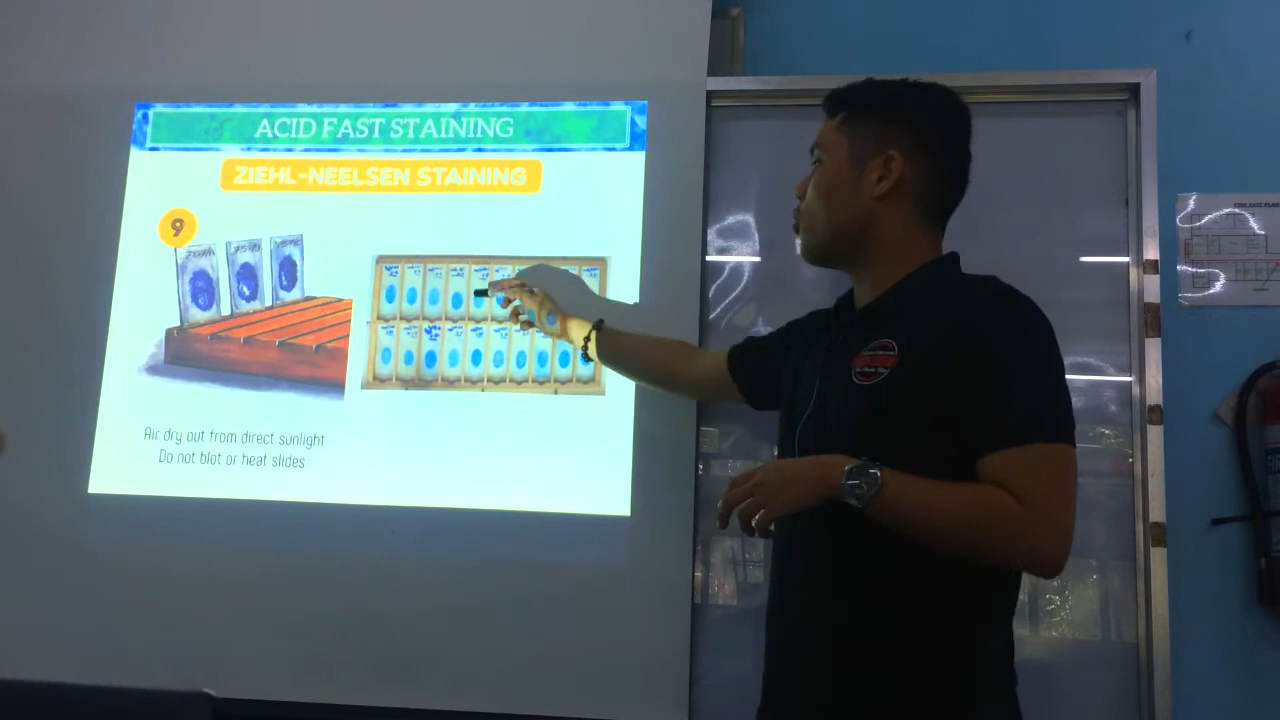 ACID FAST STAINING
ZIEHL-NEELSEN STAINING
9
Air dry out from direct sunlight
Do not blot or heat slides